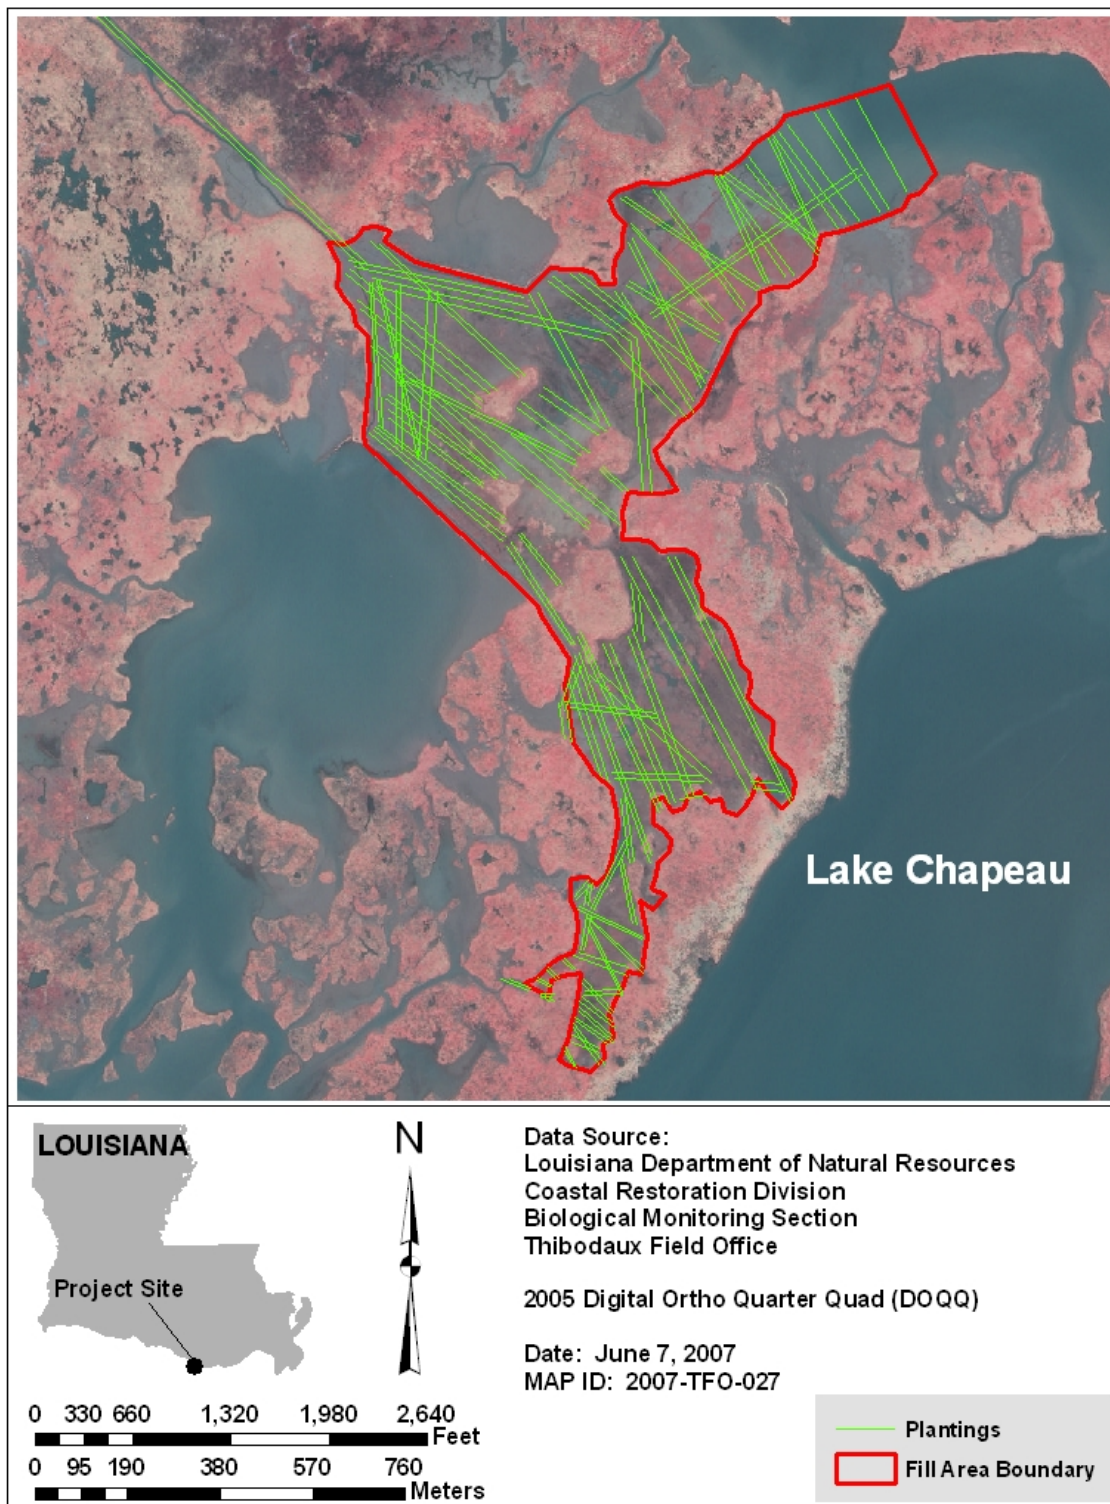 Lake Chapeau
LOUISIANA
Project Site
N
Data Source:
Louisiana Department of Natural Resources
Coastal Restoration Division
Biological Monitoring Section
Thibodaux Field Office
2005 Digital Ortho Quarter Quad (DOQQ)
Date: June 7, 2007
MAP ID: 2007-TFO-027
0 330 660 1,320 1,980 2,640
Feet
0 95 190 380 570 760
Meters
Plantings
Fill Area Boundary